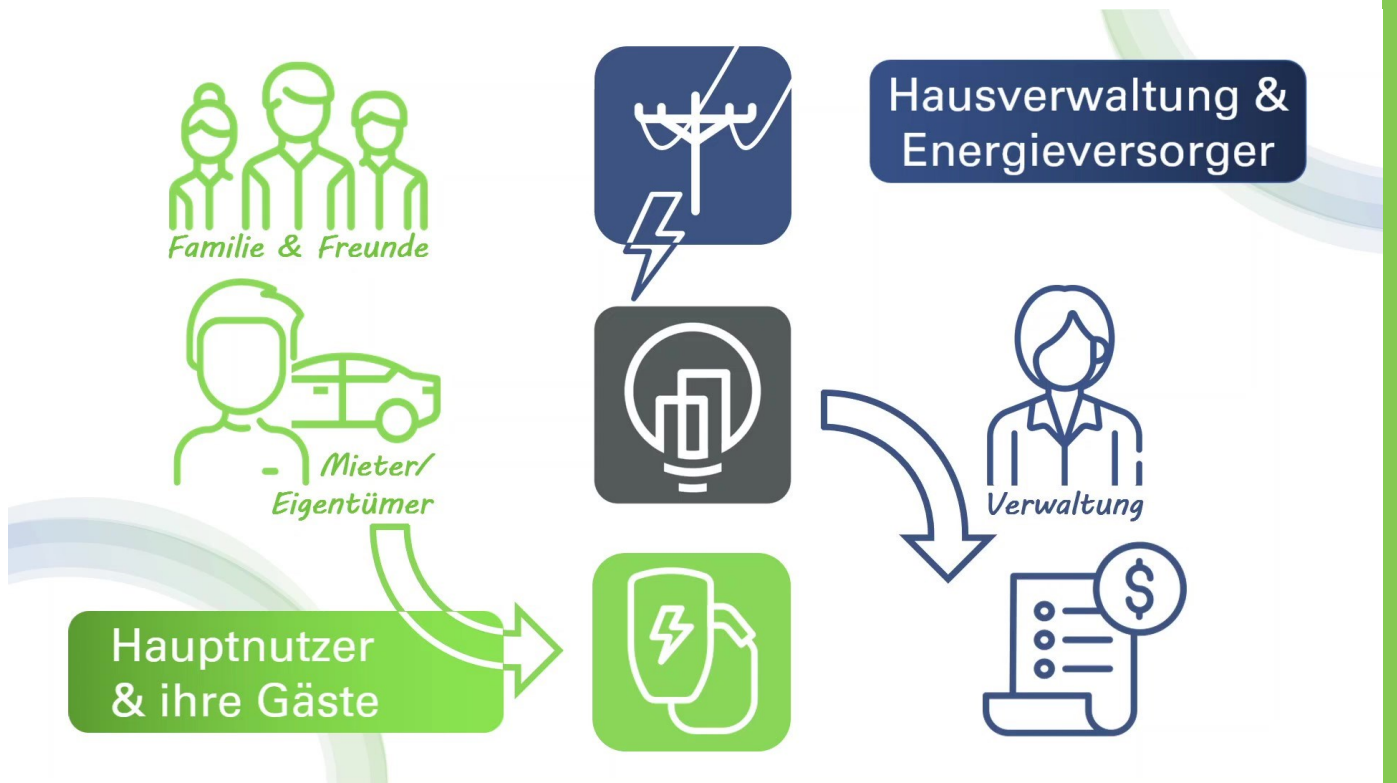 Hausverwaltung &
Energieversorger
Familie & Freunde
Mieter/
Eigentümer
Verwaltung
$
Hauptnutzer
& ihre Gäste